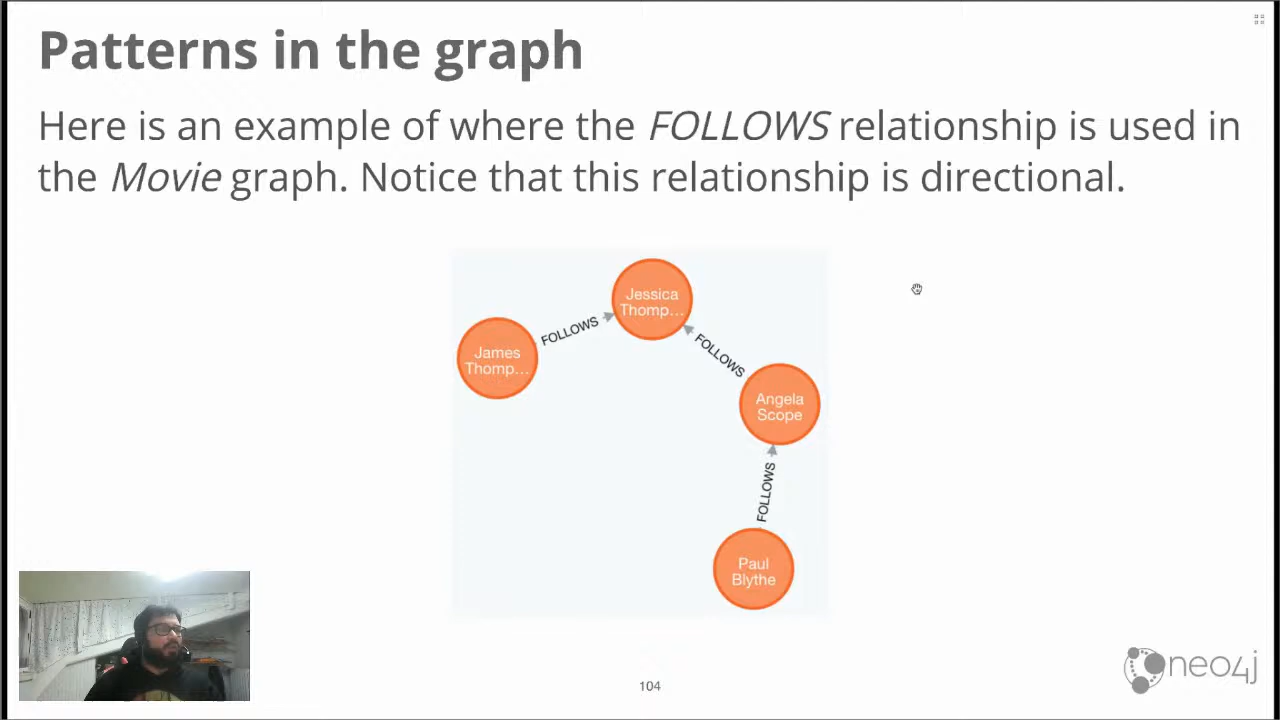 Patterns in the graph
Here is an example of where the FOLLOWS relationship is used in
the Movie graph. Notice that this relationship is directional.
Jessica
Thomp...
FOLLOWS
James
Thomp...
FOLLOWS
Angela
Scope
FOLLOWS
Paul
Blythe
104
neo4j